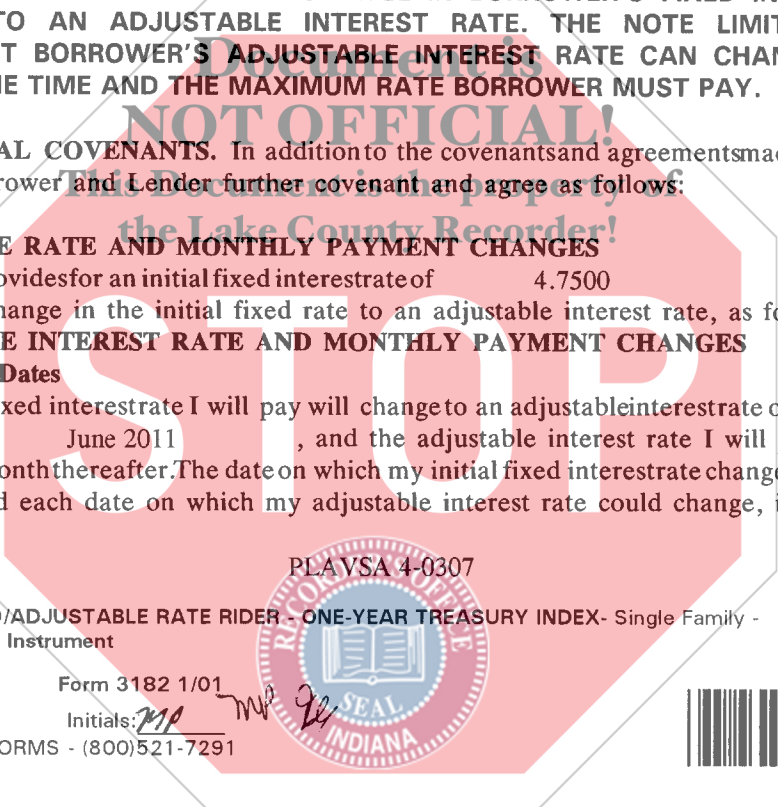 TO AN ADJUSTABLE INTEREST RATE. THE NOTE LIMIT
T BORROWER'S ADJUSTABLE INTEREST RATE CAN CHAN
E TIME AND THE MAXIMUM RATE BORROWER MUST PAY.
Document is
NOT OFFICIAL!
This Document is the property of
the Lake County Recorder!
AL COVENANTS. In addition to the covenants and agreements mad
rower and Lender further covenant and agree as follows:
E RATE AND MONTHLY PAYMENT CHANGES
ovides for an initial fixed interest rate of 4.7500
hange in the initial fixed rate to an adjustable interest rate, as fo
E INTEREST RATE AND MONTHLY PAYMENT CHANGES
Dates
ixed interest rate I will pay will change to an adjustable interest rate o
June 2011 , and the adjustable interest rate I will
onth thereafter. The date on which my initial fixed interest rate change
d each date on which my adjustable interest rate could change, i
STOP
PLAVSA 4-0307
/ADJUSTABLE RATE RIDER - ONE-YEAR TREASURY INDEX- Single Family -
Instrument
Form 3182 1/01
Initials: MP MP
ORMS - (800)521-7291
RECORDER'S OFFICE
SEAL
INDIANA